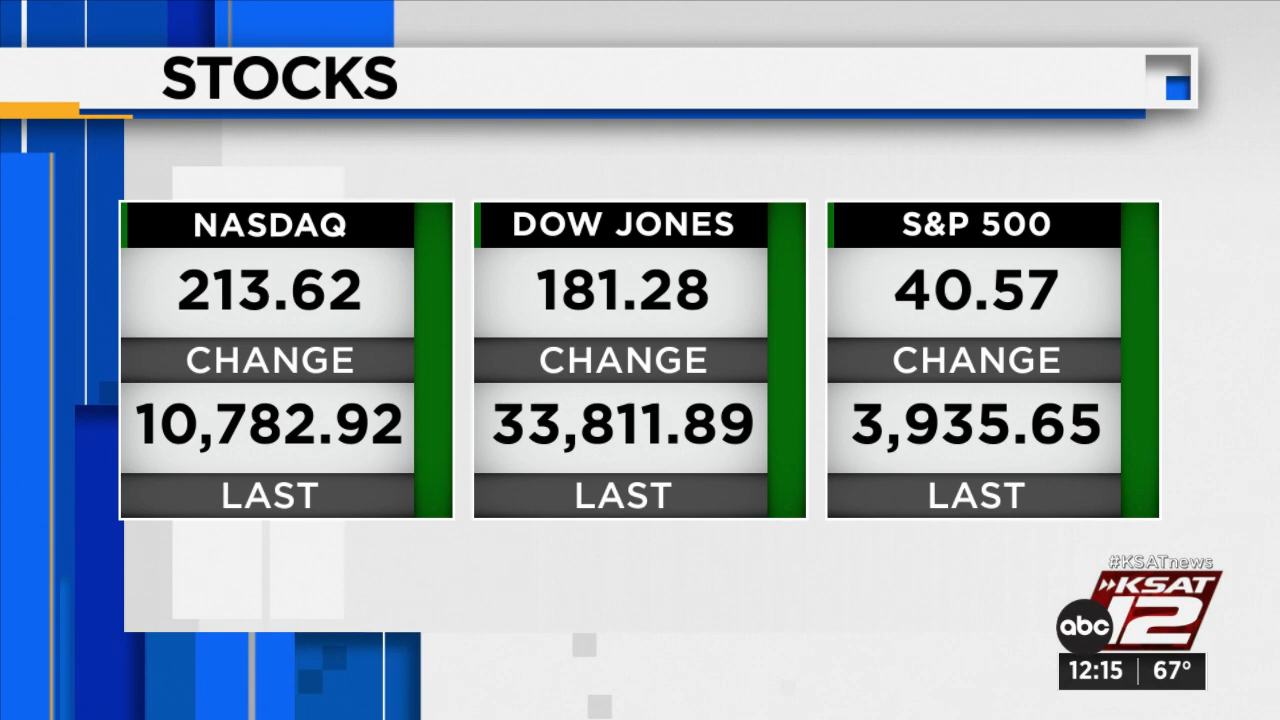 STOCKS
NASDAQ
213.62
CHANGE
10,782.92
LAST
DOW JONES
181.28
CHANGE
33,811.89
LAST
S&P 500
40.57
CHANGE
3,935.65
LAST
#KSATnews
KSAT
abc 12
12:15 67°